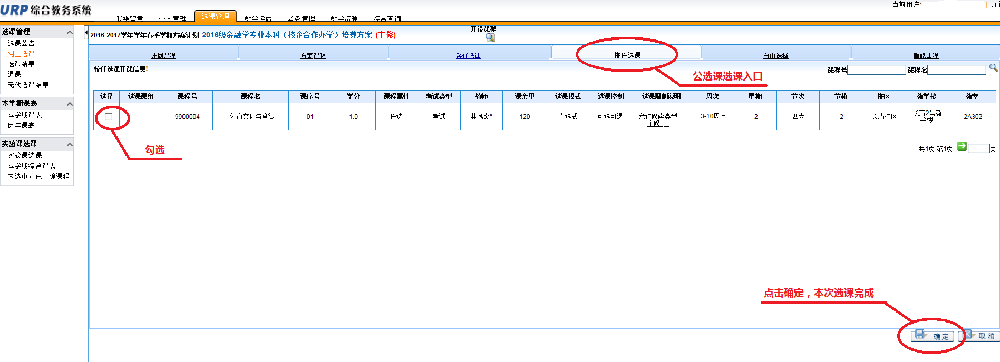 URP 综合教务系统
当前用户
我要留意 个人管理 选课管理 教学评估 考务管理 教学资源 综合查询
选课管理
选课公告
网上选课
选课结果
退课
无效选课结果
本学期课表
本学期课表
历年课表
实验课选课
实验课选课
本学期综合课表
未选中，已删除课程
2016-2017学年学年春季学期方案计划 2016级金融学专业本科（校企合作办学）培养方案 (主修)
开设课程
计划课程 方案课程 系任选课 校任选课 自由选择 重修课程
校任选课开课信息!
课程号 课程名
公选课选课入口
选择 选课课组 课程号 课程名 课序号 学分 课程属性 考试类型 教师 课余量 选课模式 选课控制 选课限制说明 周次 星期 节次 节数 校区 教学楼 教室
9900004 体育文化与鉴赏 01 1.0 任选 考试 林凤炎* 120 直选式 可选可退 允许修读类型 3-10周上 2 四大 2 长清校区 长清2号教 2A302
主修 ... 学楼
勾选
共1页 第1页 页
点击确定，本次选课完成
确定 取消